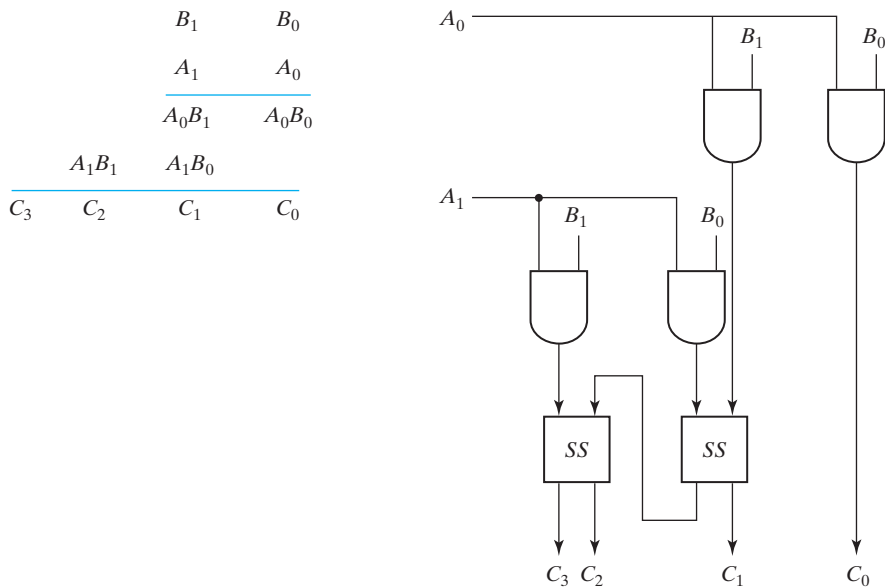 B₁ B₀
A₁ A₀
A₀B₁ A₀B₀
A₁B₁ A₁B₀
C₃ C₂ C₁ C₀
A₀
B₁ B₀
A₁
B₁ B₀
SS SS
C₃ C₂ C₁ C₀